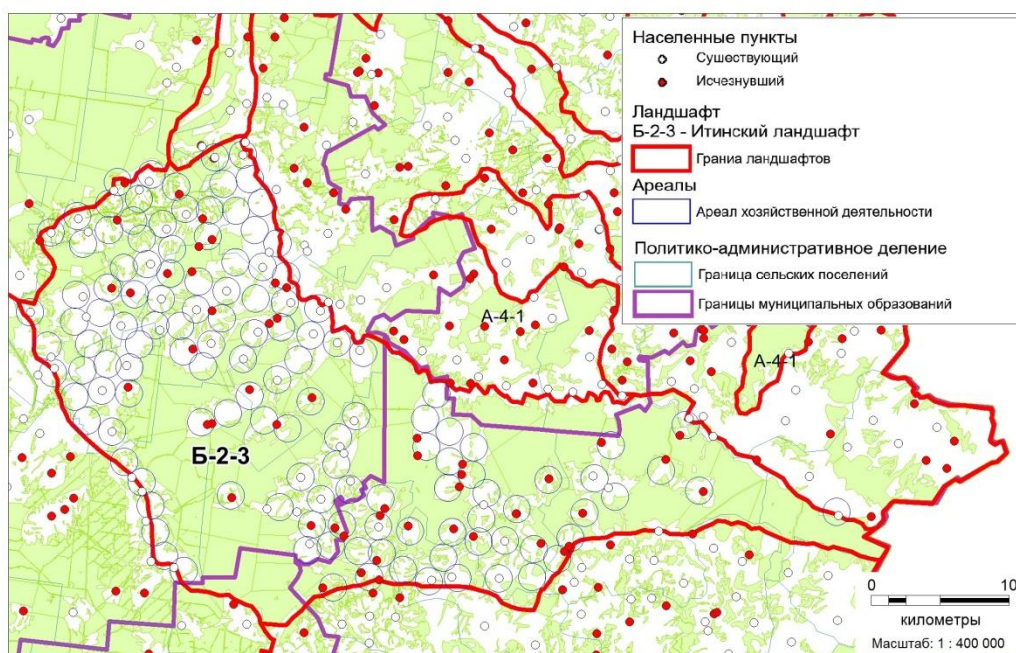 Населенные пункты
Сушествующий
Исчезнувший
Ландшафт
Б-2-3 - Итинский ландшафт
Граниа ландшафтов
Ареалы
Ареал хозяйственной деятельности
Политико-административное деление
Граница сельских поселений
Границы муниципальных образований
А-4-1
А-4-1
Б-2-3
0 10
километры
Масштаб: 1 : 400 000